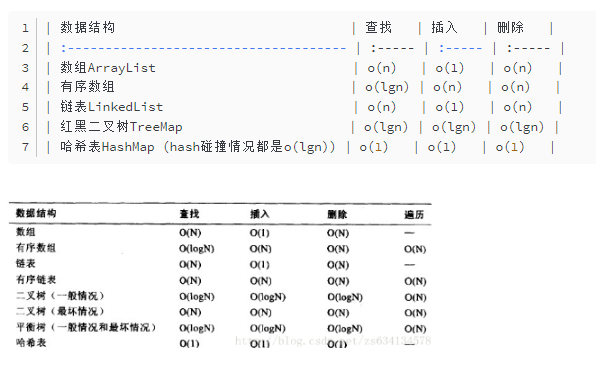 1 | 数据结构 | 查找 | 插入 | 删除 |
2 | :----------------------------------- | :----- | :----- | :----- |
3 | 数组ArrayList | o(n) | o(1) | o(n) |
4 | 有序数组 | o(lgn) | o(n) | o(n) |
5 | 链表LinkedList | o(n) | o(1) | o(n) |
6 | 红黑二叉树TreeMap | o(lgn) | o(lgn) | o(lgn) |
7 | 哈希表HashMap (hash碰撞情况都是o(lgn)) | o(1) | o(1) | o(1) |
数据结构 查找 插入 删除 遍历
数组 O(N) O(1) O(N) —
有序数组 O(logN) O(N) O(N) O(N)
链表 O(N) O(1) O(N) —
有序链表 O(N) O(N) O(N) O(N)
二叉树（一般情况） O(logN) O(logN) O(logN) O(N)
二叉树（最坏情况） O(N) O(N) O(N) O(N)
平衡树（一般情况和最坏情况） O(logN) O(logN) O(logN) O(N)
哈希表 O(1) O(1) O(1) —
http://blog.csdn.net/zs634134578